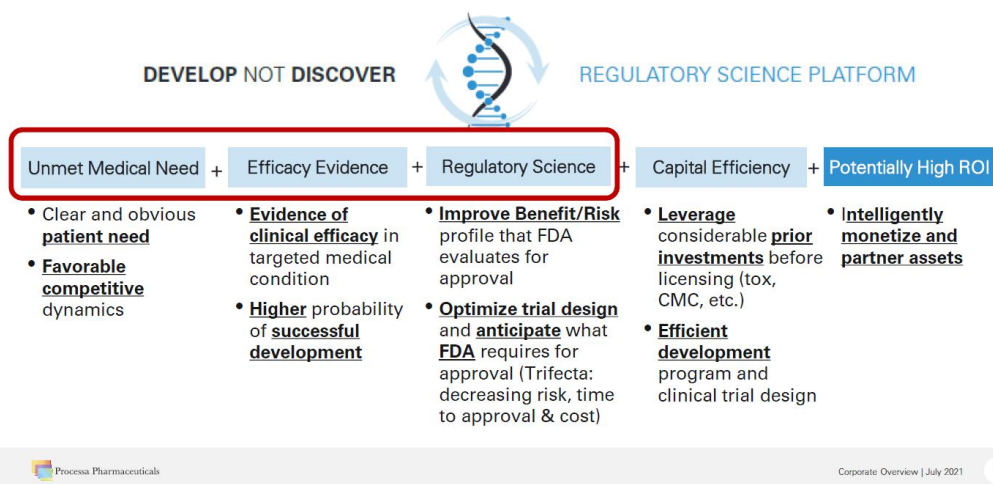 DEVELOP NOT DISCOVER
REGULATORY SCIENCE PLATFORM
Unmet Medical Need + Efficacy Evidence + Regulatory Science + Capital Efficiency + Potentially High ROI
• Clear and obvious
patient need
• Favorable
competitive
dynamics
• Evidence of
clinical efficacy in
targeted medical
condition
• Higher probability
of successful
development
• Improve Benefit/Risk
profile that FDA
evaluates for
approval
• Optimize trial design
and anticipate what
FDA requires for
approval (Trifecta:
decreasing risk, time
to approval & cost)
• Leverage
considerable prior
investments before
licensing (tox,
CMC, etc.)
• Efficient
development
program and
clinical trial design
• Intelligently
monetize and
partner assets
Processa Pharmaceuticals
Corporate Overview | July 2021